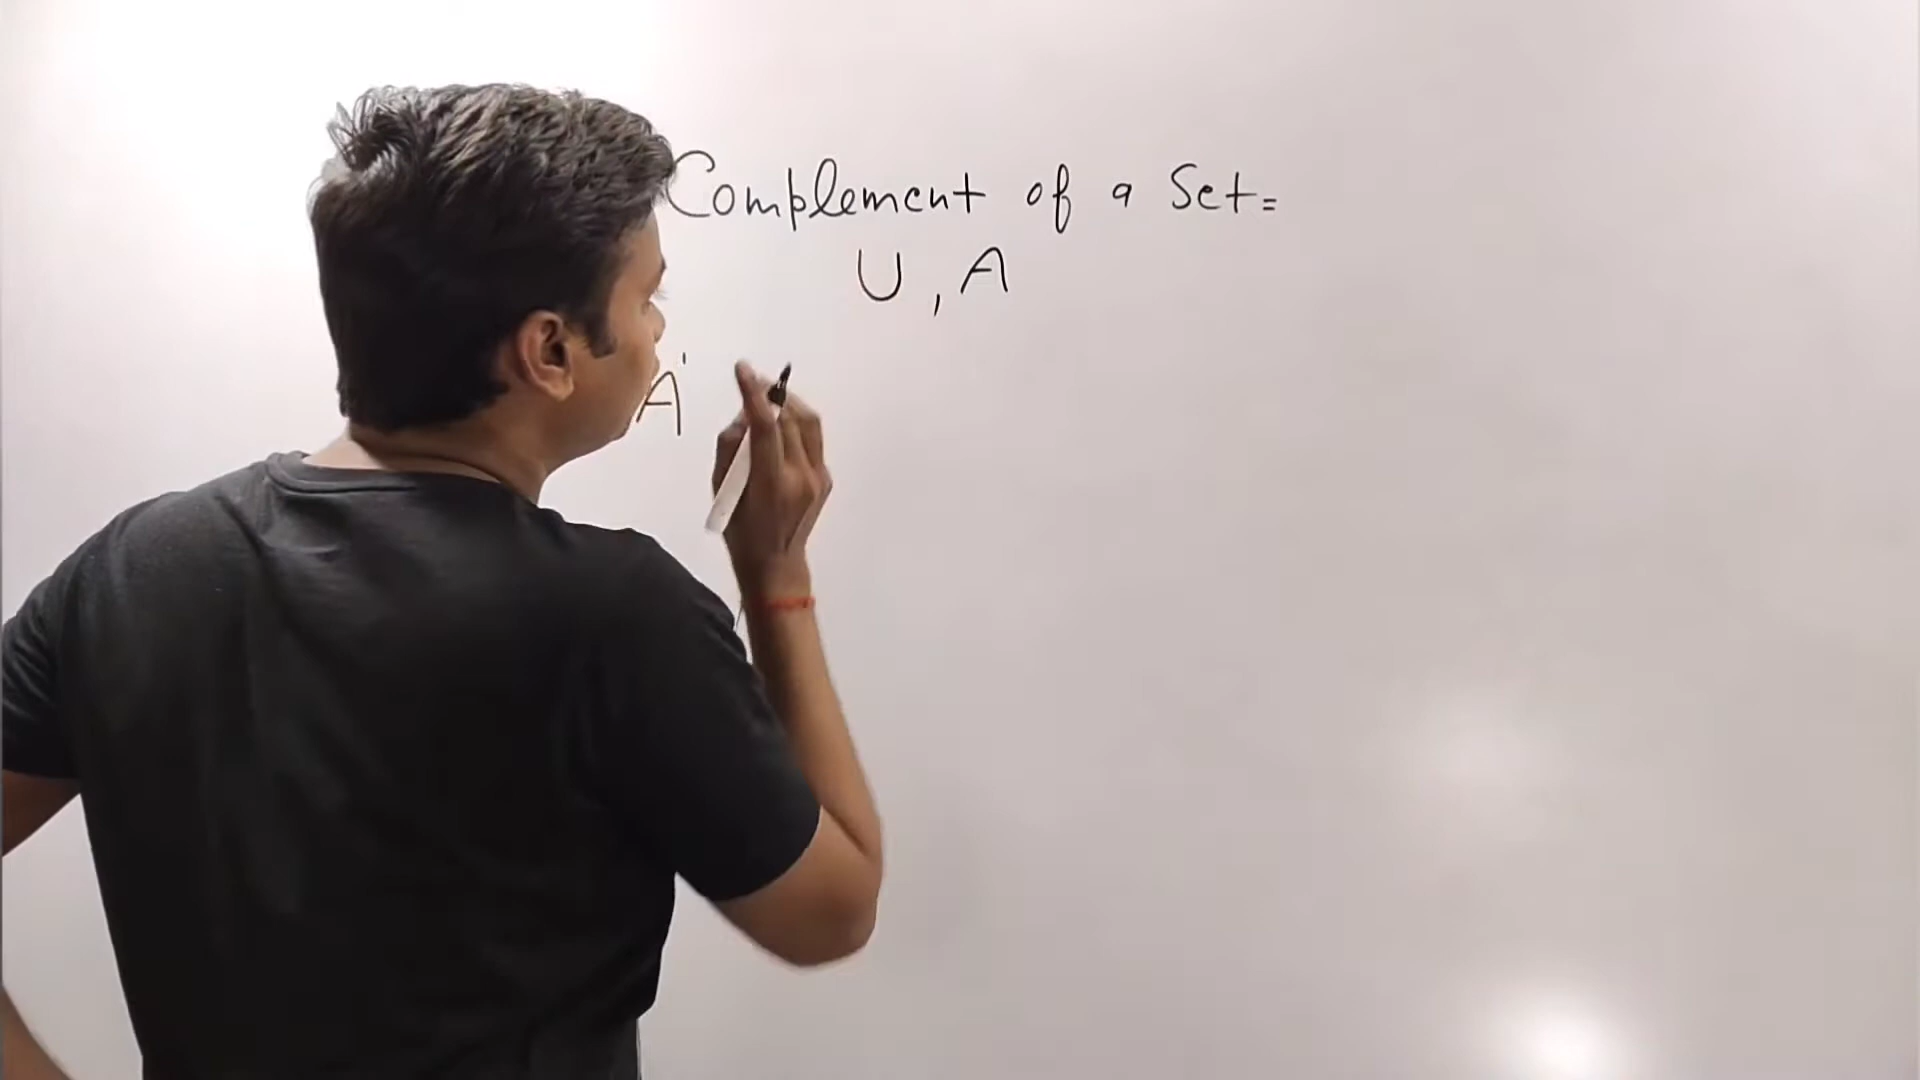 Complement of a Set=
U, A
A'